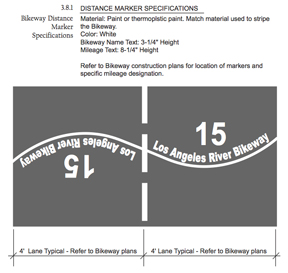 3.8.1 DISTANCE MARKER SPECIFICATIONS
Bikeway Distance
Marker
Specifications
Material: Paint or thermoplstic paint. Match material used to stripe
the Bikeway.
Color: White
Bikeway Name Text: 3-1/4" Height
Mileage Text: 8-1/4" Height
Refer to Bikeway construction plans for location of markers and
specific mileage designation.
Los Angeles River Bikeway
15
15
Los Angeles River Bikeway
4' Lane Typical - Refer to Bikeway plans
4' Lane Typical - Refer to Bikeway plans